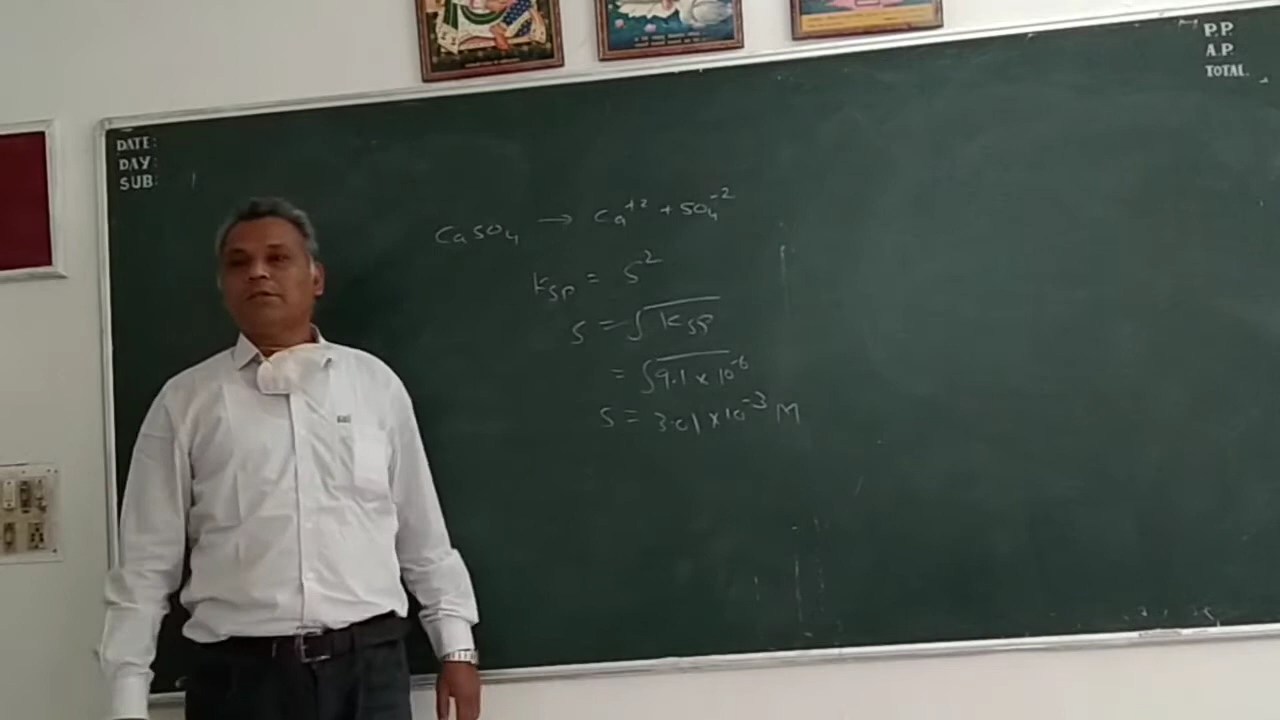 P.P.
A.P.
TOTAL
DATE:
DAY:
SUB:
CaSO4 → Ca+2 + SO4-2
Ksp = S2
S = √Ksp
= √9.1 × 10-6
S = 3.01 × 10-3 M